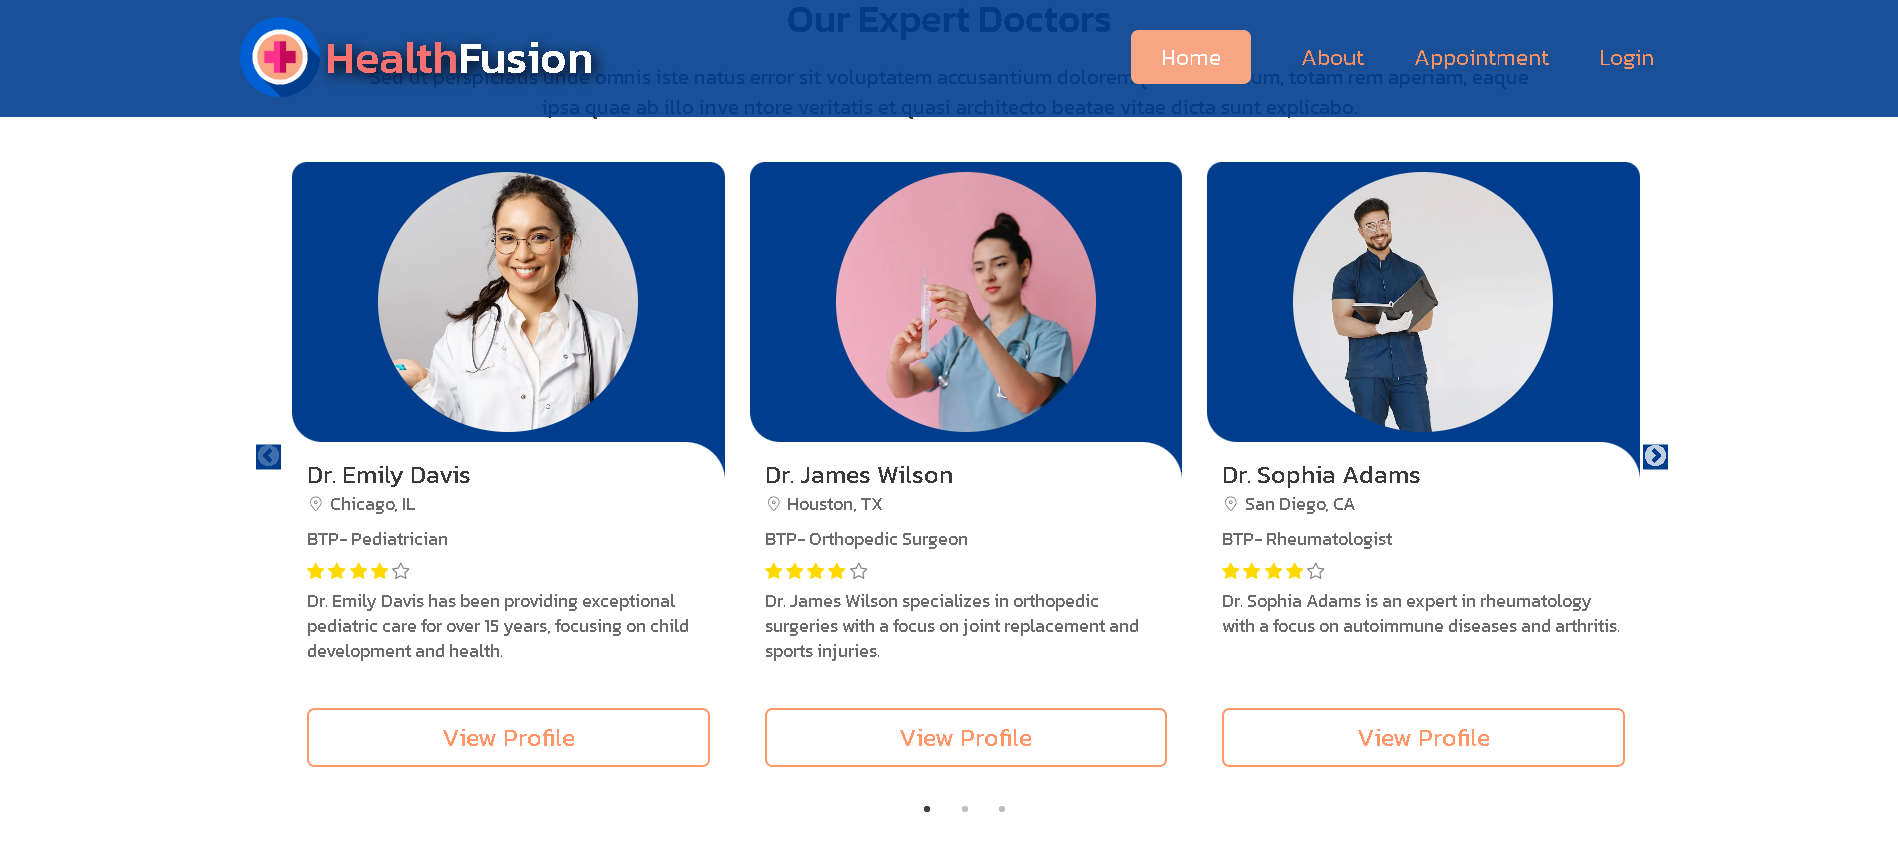 Our Expert Doctors
HealthFusion
Home
About
Appointment
Login
Sed ut perspiciatis unde omnis iste natus error sit voluptatem accusantium dolorem um, totam rem aperiam, eaque
ipsa quae ab illo inve ntore veritatis et quasi architecto beatae vitae dicta sunt explicabo.
Dr. Emily Davis
Chicago, IL
BTP- Pediatrician
Dr. Emily Davis has been providing exceptional
pediatric care for over 15 years, focusing on child
development and health.
View Profile
Dr. James Wilson
Houston, TX
BTP- Orthopedic Surgeon
Dr. James Wilson specializes in orthopedic
surgeries with a focus on joint replacement and
sports injuries.
View Profile
Dr. Sophia Adams
San Diego, CA
BTP- Rheumatologist
Dr. Sophia Adams is an expert in rheumatology
with a focus on autoimmune diseases and arthritis.
View Profile